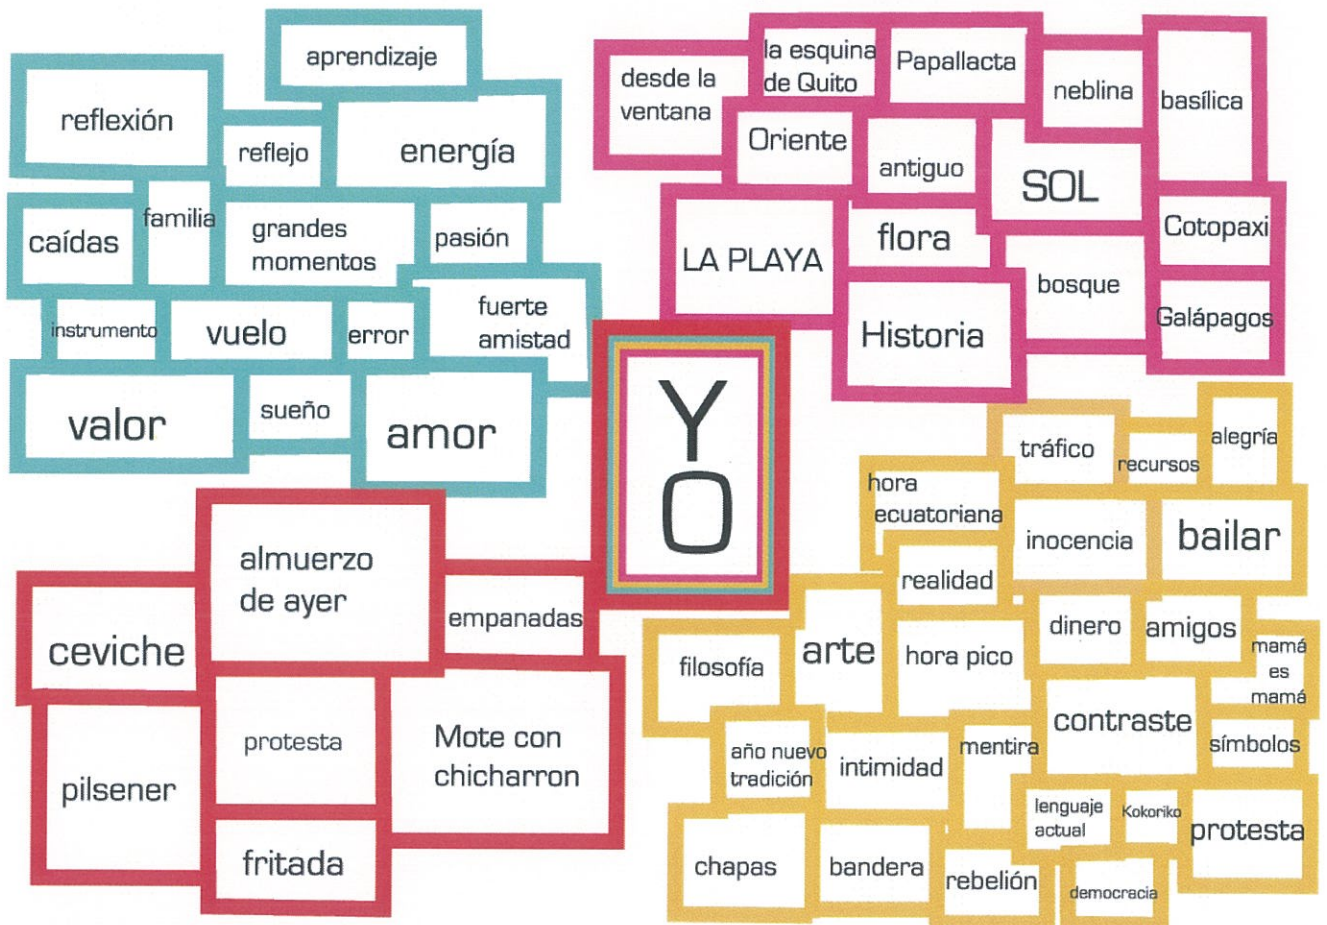 aprendizaje
reflexión
reflejo
energía
familia
caídas
grandes
momentos
pasión
instrumento
vuelo
error
fuerte
amistad
valor
sueño
amor
desde la
ventana
la esquina
de Quito
Papallacta
neblina
basílica
Oriente
antiguo
SOL
LA PLAYA
flora
Cotopaxi
Historia
bosque
Galápagos
Y
O
almuerzo
de ayer
empanadas
ceviche
protesta
Mote con
chicharron
pilsener
fritada
tráfico
recursos
alegría
hora
ecuatoriana
inocencia
bailar
realidad
filosofía
arte
hora pico
dinero
amigos
mamá
es
mamá
contraste
año nuevo
tradición
intimidad
mentira
símbolos
lenguaje
actual
Kokoriko
protesta
chapas
bandera
rebelión
democracia